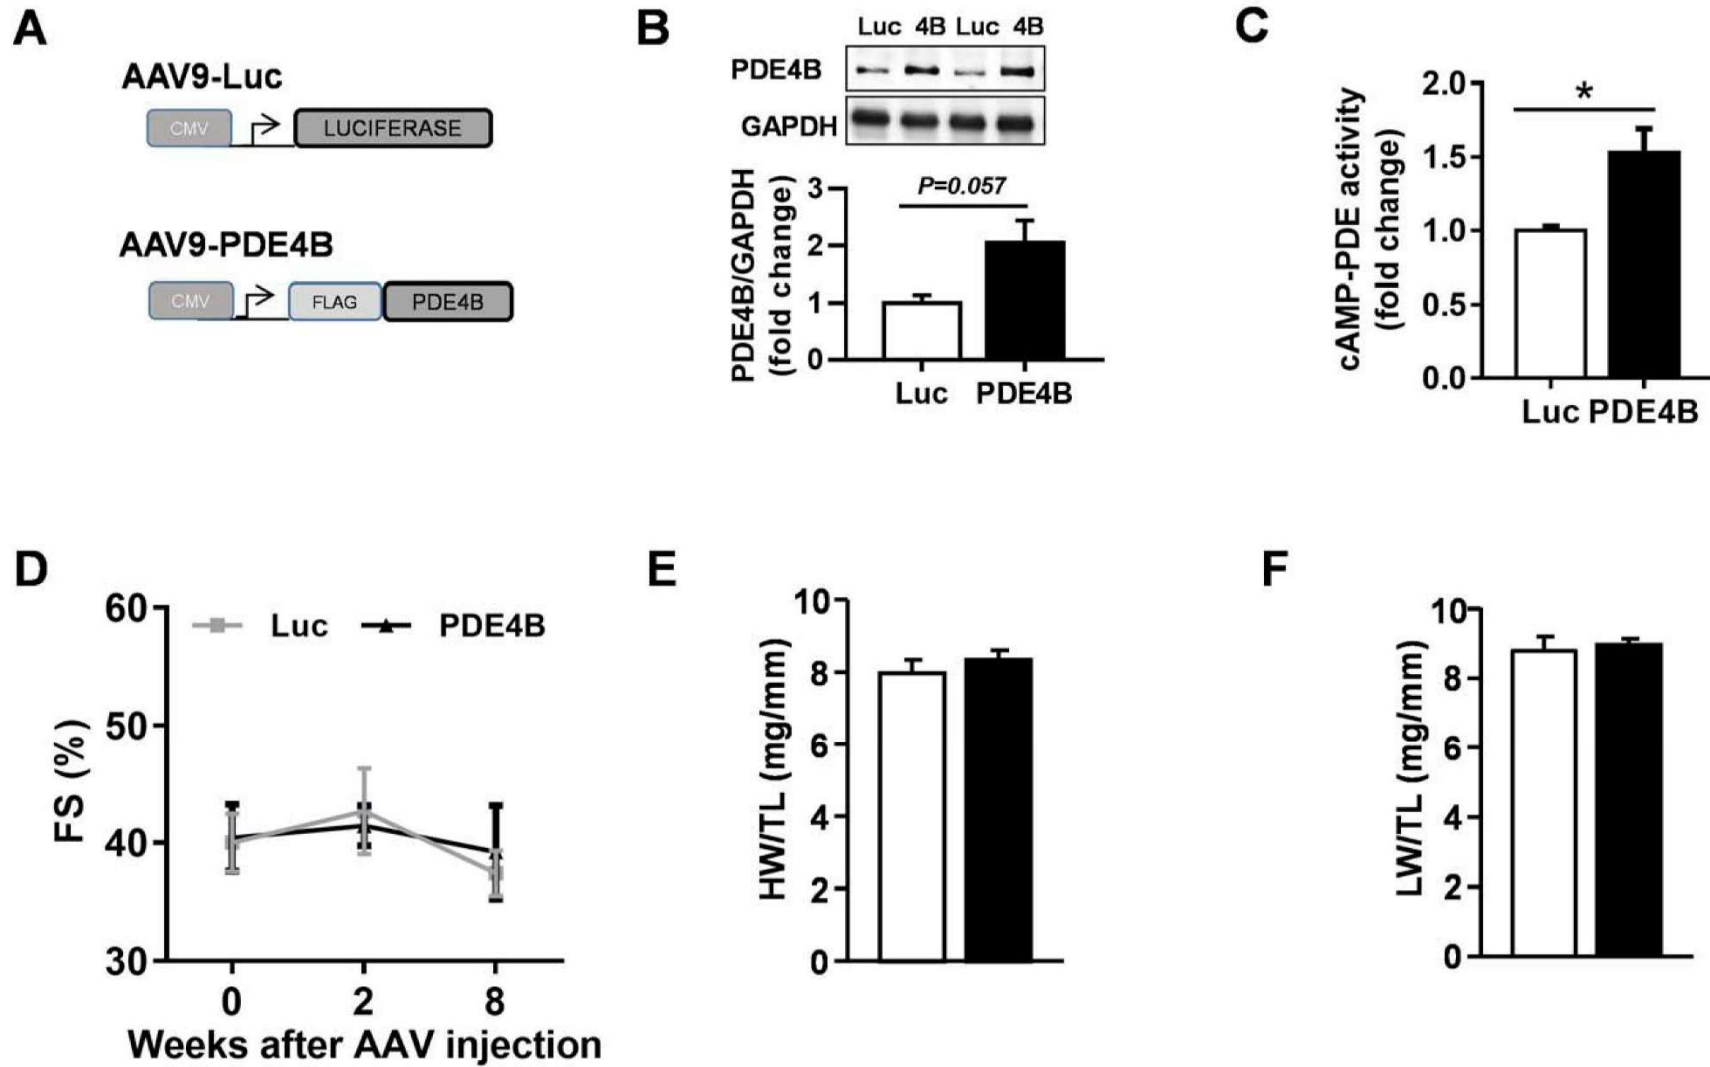 A
AAV9-Luc
CMV
LUCIFERASE
AAV9-PDE4B
CMV
FLAG
PDE4B
B
Luc 4B Luc 4B
PDE4B
GAPDH
PDE4B/GAPDH
(fold change)
3
2
1
0
P=0.057
Luc PDE4B
C
cAMP-PDE activity
(fold change)
2.0
1.5
1.0
0.5
0.0
*
Luc PDE4B
D
FS (%)
60
50
40
30
Luc PDE4B
0 2 8
Weeks after AAV injection
E
HW/TL (mg/mm)
10
8
6
4
2
0
F
LW/TL (mg/mm)
10
8
6
4
2
0